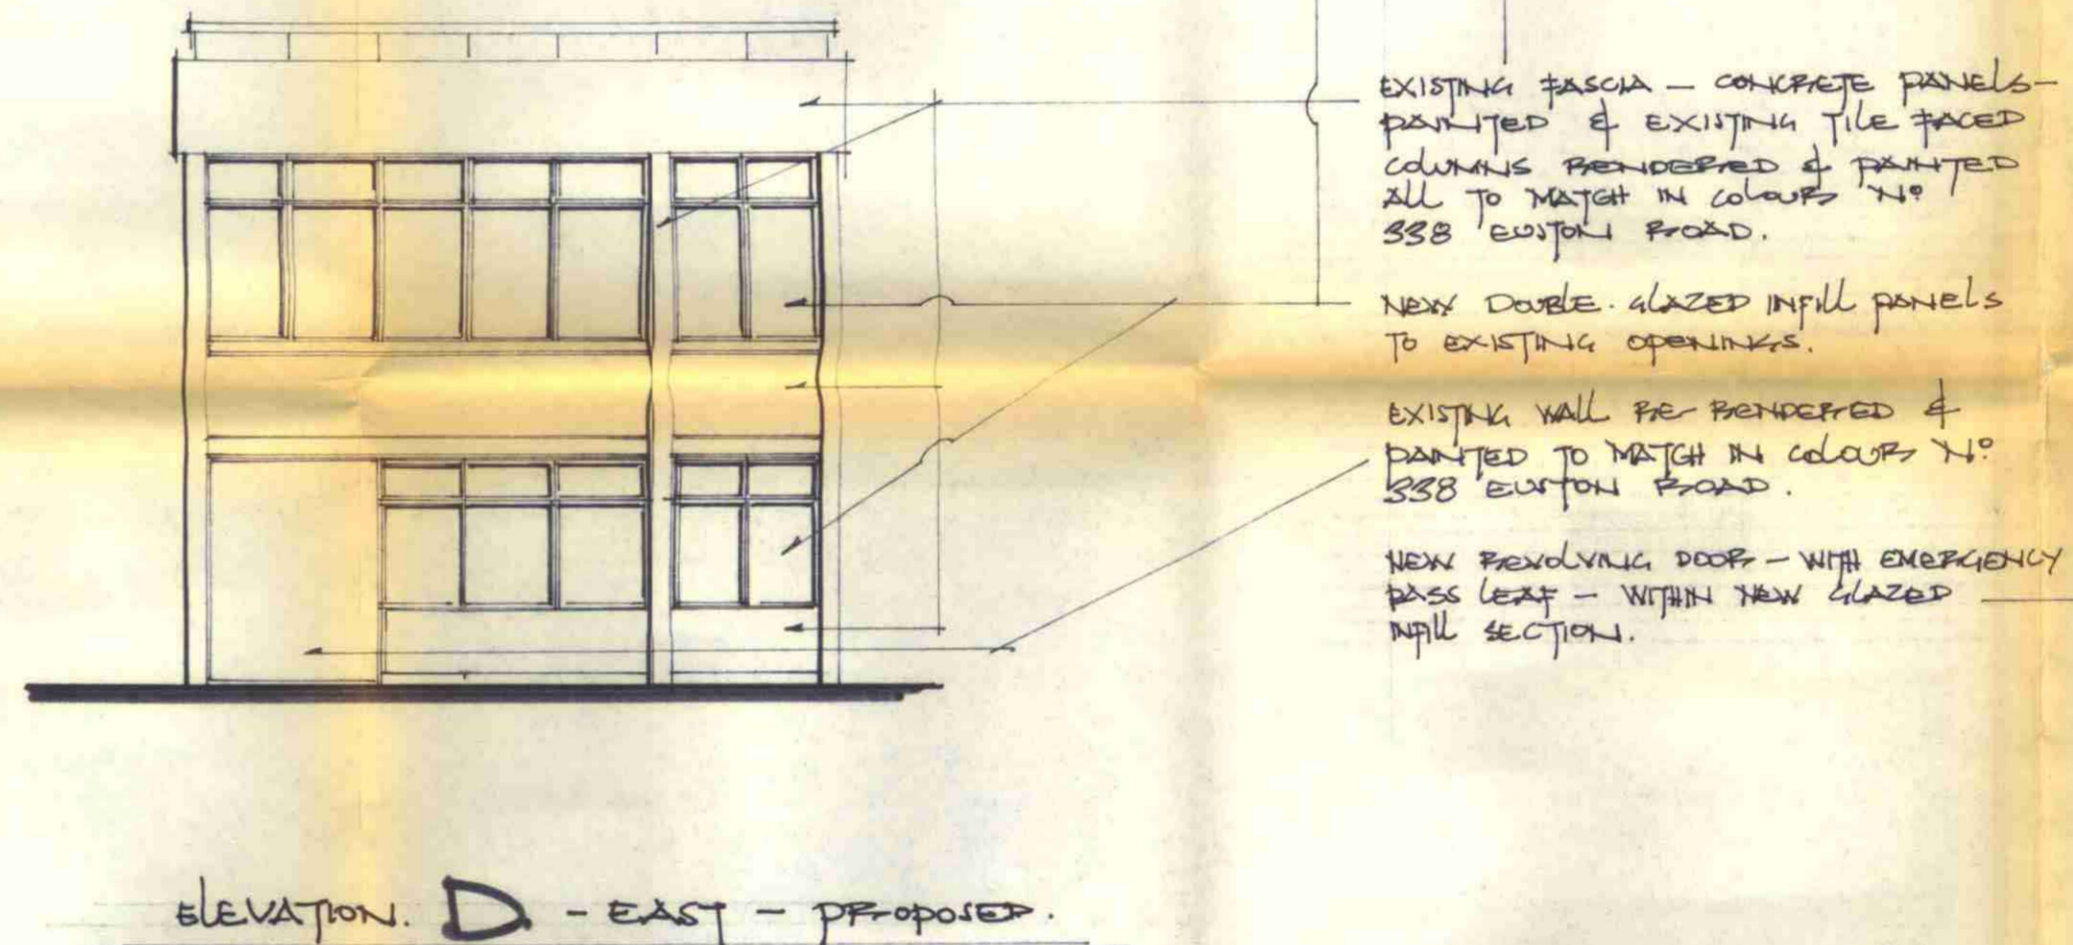 EXISTING FASCIA – CONCRETE PANELS–
PAINTED & EXISTING TILE FACED
COLUMNS RENDERED & PAINTED
ALL TO MATCH IN COLOUR Nº
338 EUSTON ROAD.
NEW DOUBLE. GLAZED INFILL PANELS
TO EXISTING OPENINGS.
EXISTING WALL RE-RENDERED &
PAINTED TO MATCH IN COLOUR Nº
338 EUSTON ROAD.
NEW REVOLVING DOOR – WITH EMERGENCY
PASS LEAF – WITHIN NEW GLAZED
INFILL SECTION.
ELEVATION. D. – EAST – PROPOSED.